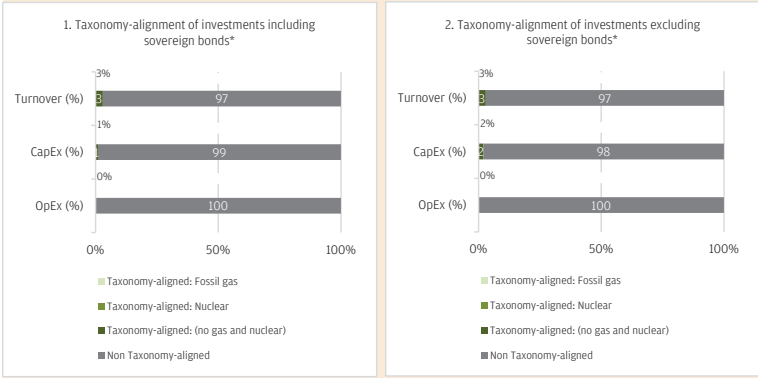 1. Taxonomy-alignment of investments including
sovereign bonds*
3%
Turnover (%)
3
97
1%
CapEx (%)
1
99
0%
OpEx (%)
100
0%
50%
100%
Taxonomy-aligned: Fossil gas
Taxonomy-aligned: Nuclear
Taxonomy-aligned: (no gas and nuclear)
Non Taxonomy-aligned
2. Taxonomy-alignment of investments excluding
sovereign bonds*
3%
Turnover (%)
3
97
2%
CapEx (%)
2
98
0%
OpEx (%)
100
0%
50%
100%
Taxonomy-aligned: Fossil gas
Taxonomy-aligned: Nuclear
Taxonomy-aligned: (no gas and nuclear)
Non Taxonomy-aligned